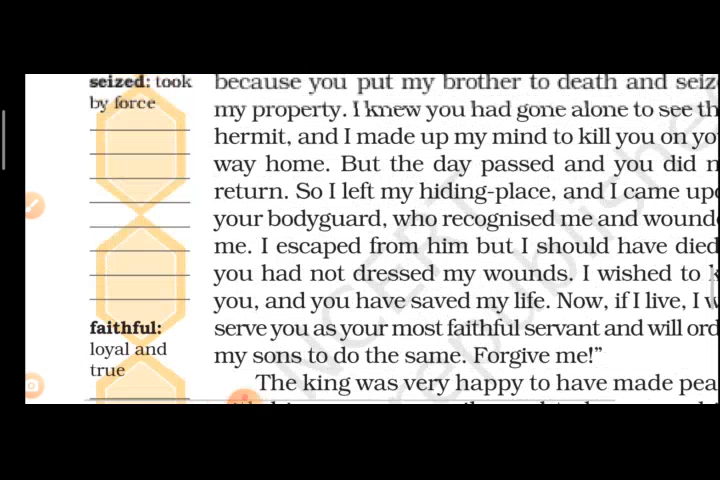 seized: took
by force
faithful:
loyal and
true
because you put my brother to death and seiz
my property. I knew you had gone alone to see th
hermit, and I made up my mind to kill you on yo
way home. But the day passed and you did n
return. So I left my hiding-place, and I came upo
your bodyguard, who recognised me and wound
me. I escaped from him but I should have died
you had not dressed my wounds. I wished to k
you, and you have saved my life. Now, if I live, I w
serve you as your most faithful servant and will ord
my sons to do the same. Forgive me!”
The king was very happy to have made pea
NCERT
republishe